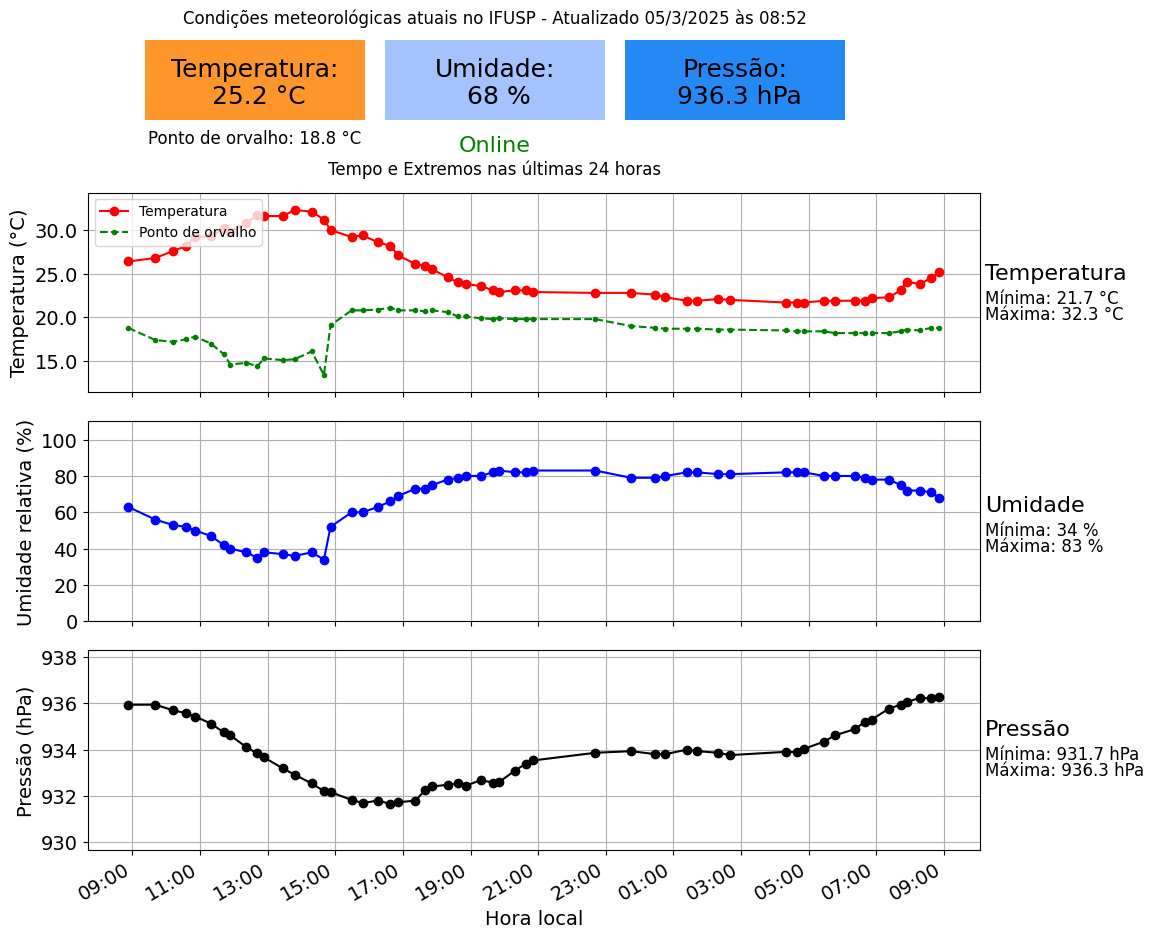 Condições meteorológicas atuais no IFUSP - Atualizado 05/3/2025 às 08:52
Temperatura:
25.2 °C
Umidade:
68 %
Pressão:
936.3 hPa
Ponto de orvalho: 18.8 °C
Online
Tempo e Extremos nas últimas 24 horas
Temperatura (°C)
30.0
25.0
20.0
15.0
Temperatura
Ponto de orvalho
Temperatura
Mínima: 21.7 °C
Máxima: 32.3 °C
Umidade relativa (%)
100
80
60
40
20
0
Umidade
Mínima: 34 %
Máxima: 83 %
Pressão (hPa)
938
936
934
932
930
Pressão
Mínima: 931.7 hPa
Máxima: 936.3 hPa
09:00
11:00
13:00
15:00
17:00
19:00
21:00
23:00
01:00
03:00
05:00
07:00
09:00
Hora local